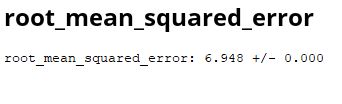 root_mean_squared_error
root_mean_squared_error: 6.948 +/- 0.000